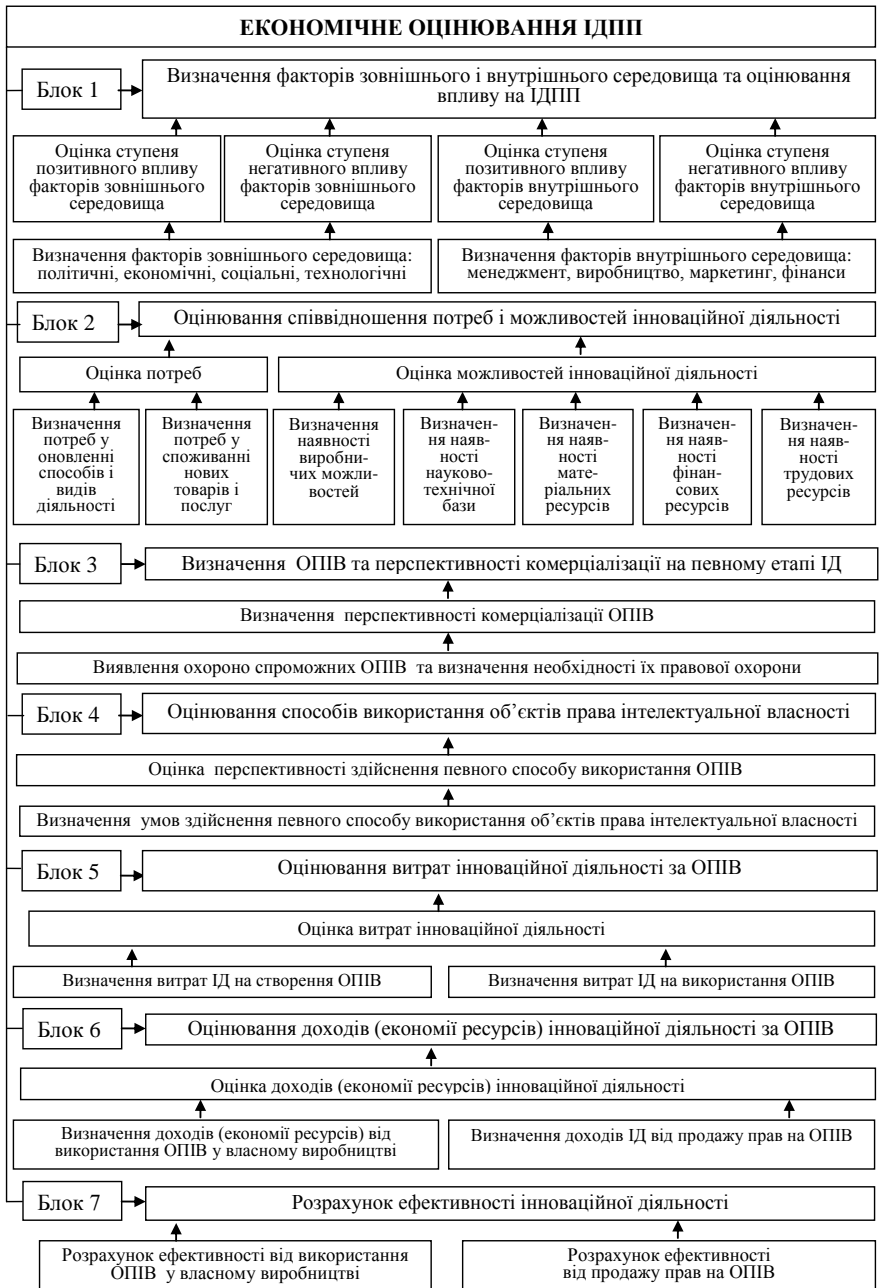 ЕКОНОМІЧНЕ ОЦІНЮВАННЯ ІДПП
Блок 1
Визначення факторів зовнішнього і внутрішнього середовища та оцінювання
впливу на ІДПП
Оцінка ступеня
позитивного впливу
факторів зовнішнього
середовища
Оцінка ступеня
негативного впливу
факторів зовнішнього
середовища
Оцінка ступеня
позитивного впливу
факторів внутрішнього
середовища
Оцінка ступеня
негативного впливу
факторів внутрішнього
середовища
Визначення факторів зовнішнього середовища:
політичні, економічні, соціальні, технологічні
Визначення факторів внутрішнього середовища:
менеджмент, виробництво, маркетинг, фінанси
Блок 2
Оцінювання співвідношення потреб і можливостей інноваційної діяльності
Оцінка потреб
Оцінка можливостей інноваційної діяльності
Визначення
потреб у
оновленні
способів і
видів
діяльності
Визначення
потреб у
споживанні
нових
товарів і
послуг
Визначення
наявності
виробни-
чих можли-
востей
Визначен-
ня наяв-
ності
науково-
технічної
бази
Визначен-
ня наяв-
ності
мате-
ріальних
ресурсів
Визначен-
ня наяв-
ності
фінан-
сових
ресурсів
Визначен-
ня наяв-
ності
трудових
ресурсів
Блок 3
Визначення ОПІВ та перспективності комерціалізації на певному етапі ІД
Визначення перспективності комерціалізації ОПІВ
Виявлення охороно спроможних ОПІВ та визначення необхідності їх правової охорони
Блок 4
Оцінювання способів використання об’єктів права інтелектуальної власності
Оцінка перспективності здійснення певного способу використання ОПІВ
Визначення умов здійснення певного способу використання об’єктів права інтелектуальної власності
Блок 5
Оцінювання витрат інноваційної діяльності за ОПІВ
Оцінка витрат інноваційної діяльності
Визначення витрат ІД на створення ОПІВ
Визначення витрат ІД на використання ОПІВ
Блок 6
Оцінювання доходів (економії ресурсів) інноваційної діяльності за ОПІВ
Оцінка доходів (економії ресурсів) інноваційної діяльності
Визначення доходів (економії ресурсів) від
використання ОПІВ у власному виробництві
Визначення доходів ІД від продажу прав на ОПІВ
Блок 7
Розрахунок ефективності інноваційної діяльності
Розрахунок ефективності від використання
ОПІВ у власному виробництві
Розрахунок ефективності
від продажу прав на ОПІВ